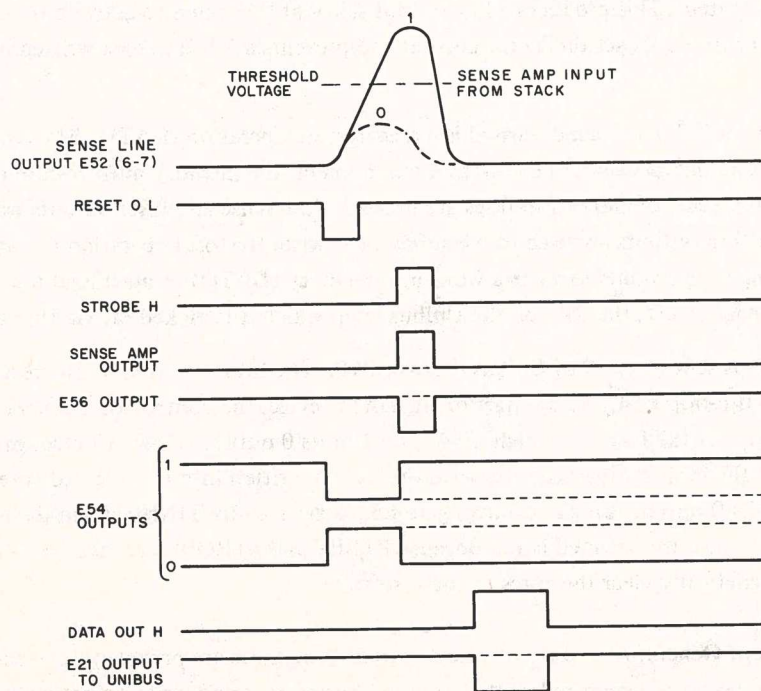 1
THRESHOLD
VOLTAGE
SENSE AMP INPUT
FROM STACK
0
SENSE LINE
OUTPUT E52 (6-7)
RESET O L
STROBE H
SENSE AMP
OUTPUT
E56 OUTPUT
1
E54
OUTPUTS
0
DATA OUT H
E21 OUTPUT
TO UNIBUS